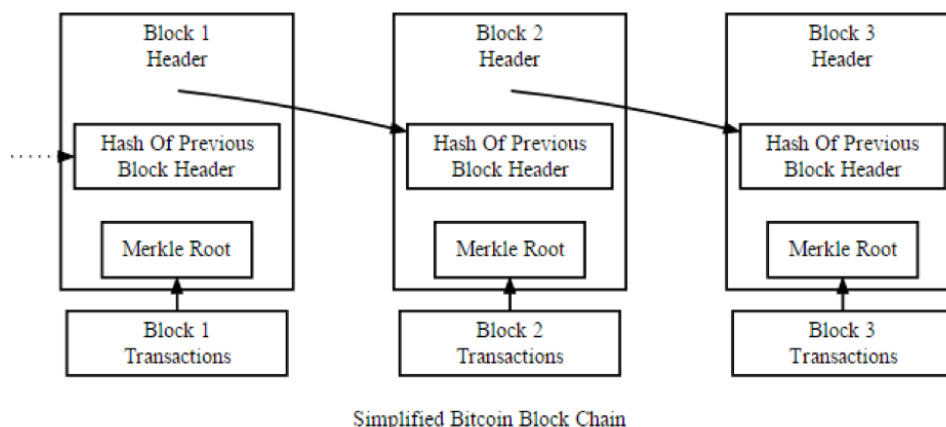 Block 1
Header
Hash Of Previous
Block Header
Merkle Root
Block 1
Transactions
Block 2
Header
Hash Of Previous
Block Header
Merkle Root
Block 2
Transactions
Block 3
Header
Hash Of Previous
Block Header
Merkle Root
Block 3
Transactions
Simplified Bitcoin Block Chain